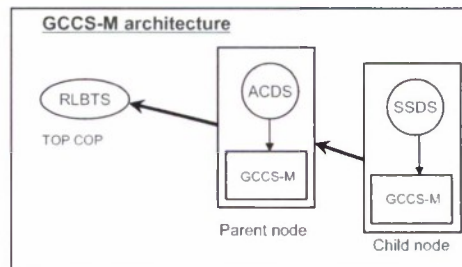 GCCS-M architecture
RLBTS
TOP COP
ACDS
GCCS-M
Parent node
SSDS
GCCS-M
Child node